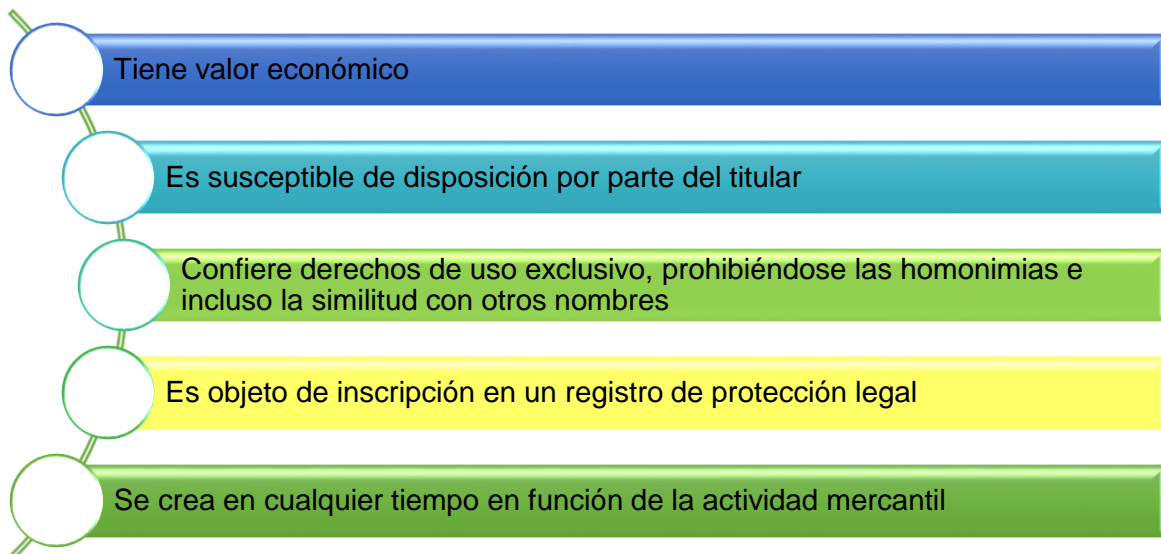 Tiene valor económico
Es susceptible de disposición por parte del titular
Confiere derechos de uso exclusivo, prohibiéndose las homonimias e
incluso la similitud con otros nombres
Es objeto de inscripción en un registro de protección legal
Se crea en cualquier tiempo en función de la actividad mercantil